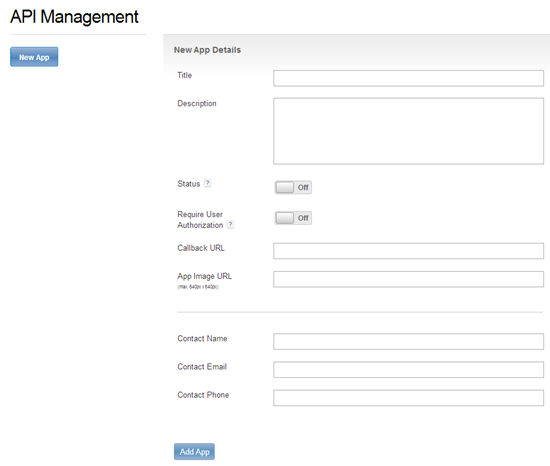 API Management
New App
New App Details
Title
Description
Status ?
Off
Require User
Authorization ?
Off
Callback URL
App Image URL
(max. 640px x 640px)
Contact Name
Contact Email
Contact Phone
Add App